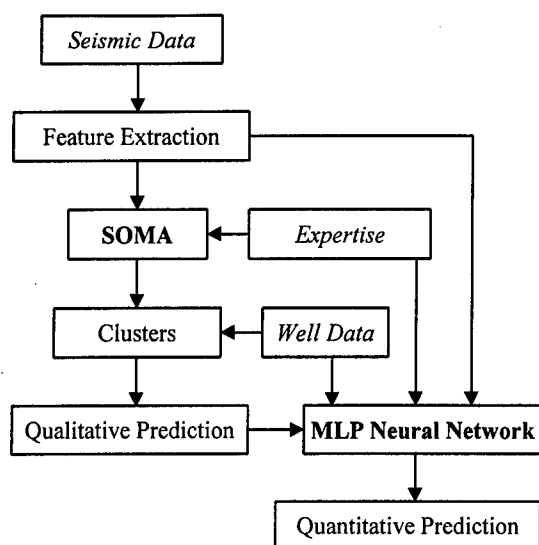 Seismic Data
Feature Extraction
SOMA
Expertise
Clusters
Well Data
Qualitative Prediction
MLP Neural Network
Quantitative Prediction